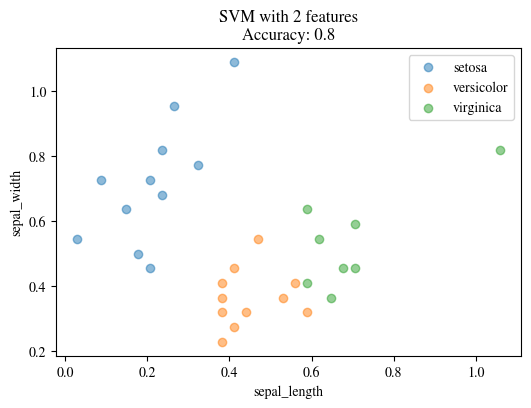 SVM with 2 features
Accuracy: 0.8
setosa
versicolor
virginica
1.0
0.8
0.6
0.4
0.2
sepal_width
0.0
0.2
0.4
0.6
0.8
1.0
sepal_length